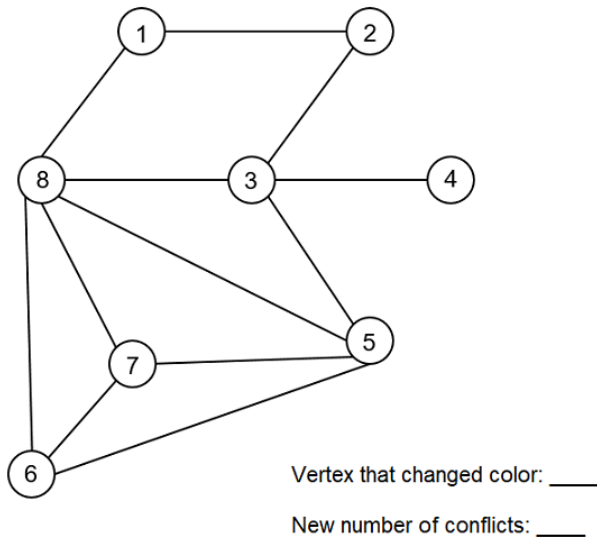 1 2
8 3 4
5
7
6
Vertex that changed color: ____
New number of conflicts: ____